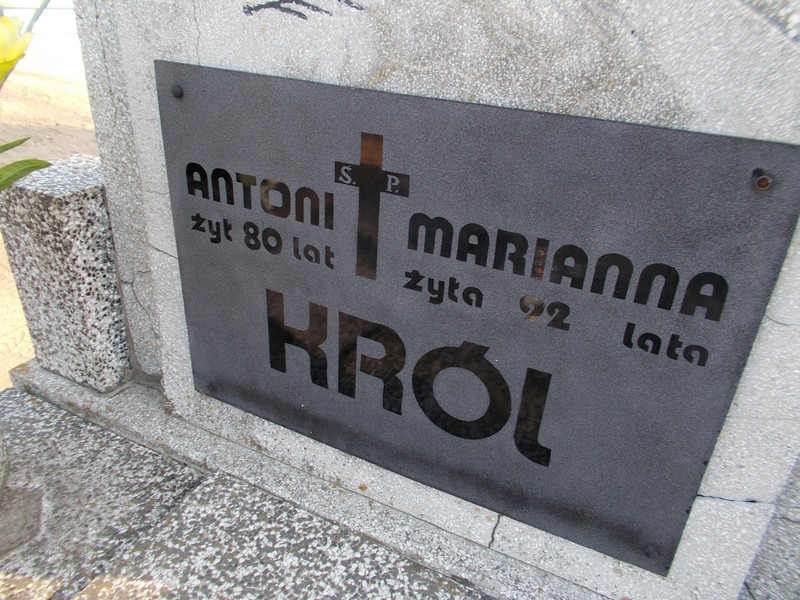 Ś. P.
ANTONI
żył 80 lat
MARIANNA
żyła 92 lata
KRÓL